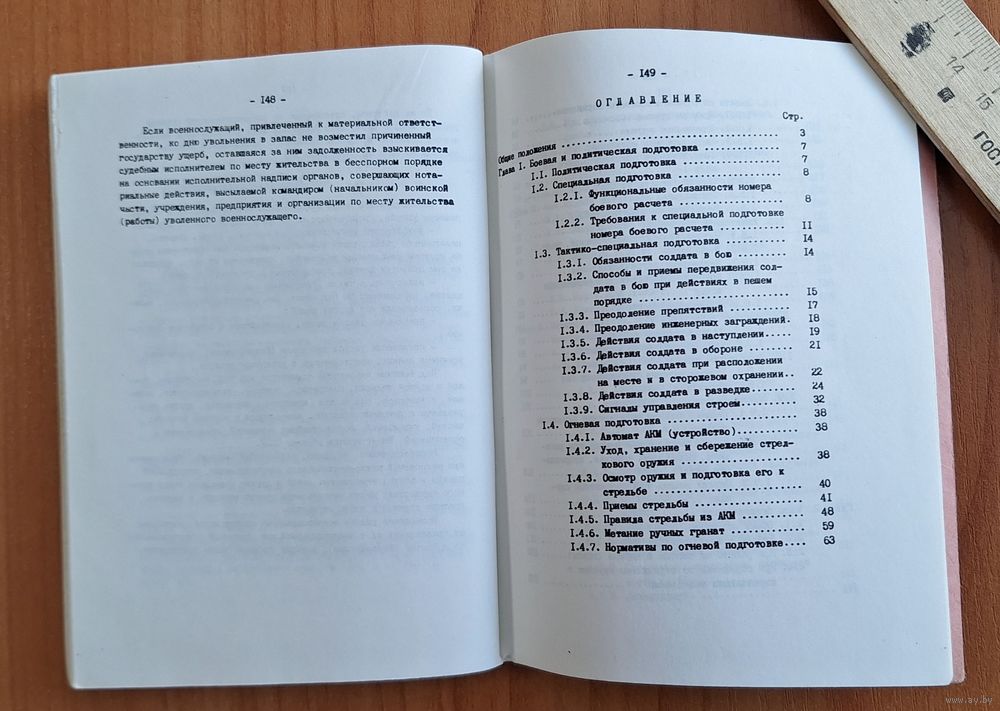 - I48 -
Если военнослужащий, привлеченный к материальной ответст-
венности, ко дню увольнения в запас не возместил причиненный
государству ущерб, оставшаяся за ним задолженность взыскивается
судебным исполнителем по месту жительства в бесспорном порядке
на основании исполнительной надписи органов, совершающих нота-
риальные действия, высылаемой командиром (начальником) воинской
части, учреждения, предприятия и организации по месту жительства
(работы) уволенного военнослужащего.
- I49 -
ОГЛАВЛЕНИЕ
Стр.
Общие положения ........ 3
Глава I. Боевая и политическая подготовка ........ 7
I.I. Политическая подготовка ........ 7
I.2. Специальная подготовка ........ 8
I.2.I. Функциональные обязанности номера
боевого расчета ........ 8
I.2.2. Требования к специальной подготовке
номера боевого расчета ........ II
I.3. Тактико-специальная подготовка ........ I4
I.3.I. Обязанности солдата в бою ........ I4
I.3.2. Способы и приемы передвижения сол-
дата в бою при действиях в пешем
порядке ........ I5
I.3.3. Преодоление препятствий ........ I7
I.3.4. Преодоление инженерных заграждений. I8
I.3.5. Действия солдата в наступлении..... I9
I.3.6. Действия солдата в обороне ........ 2I
I.3.7. Действия солдата при расположении
на месте и в сторожевом охранении.. 22
I.3.8. Действия солдата в разведке........ 24
I.3.9. Сигналы управления строем.......... 32
I.4. Огневая подготовка ........ 38
I.4.I. Автомат АКМ (устройство)........ 38
I.4.2. Уход, хранение и сбережение стрел-
кового оружия ........ 38
I.4.3. Осмотр оружия и подготовка его к
стрельбе ........ 40
I.4.4. Приемы стрельбы ........ 4I
I.4.5. Правила стрельбы из АКМ ........ 48
I.4.6. Метание ручных гранат ........ 59
I.4.7. Нормативы по огневой подготовке.... 63
14
15
ГОС
www.ay.by